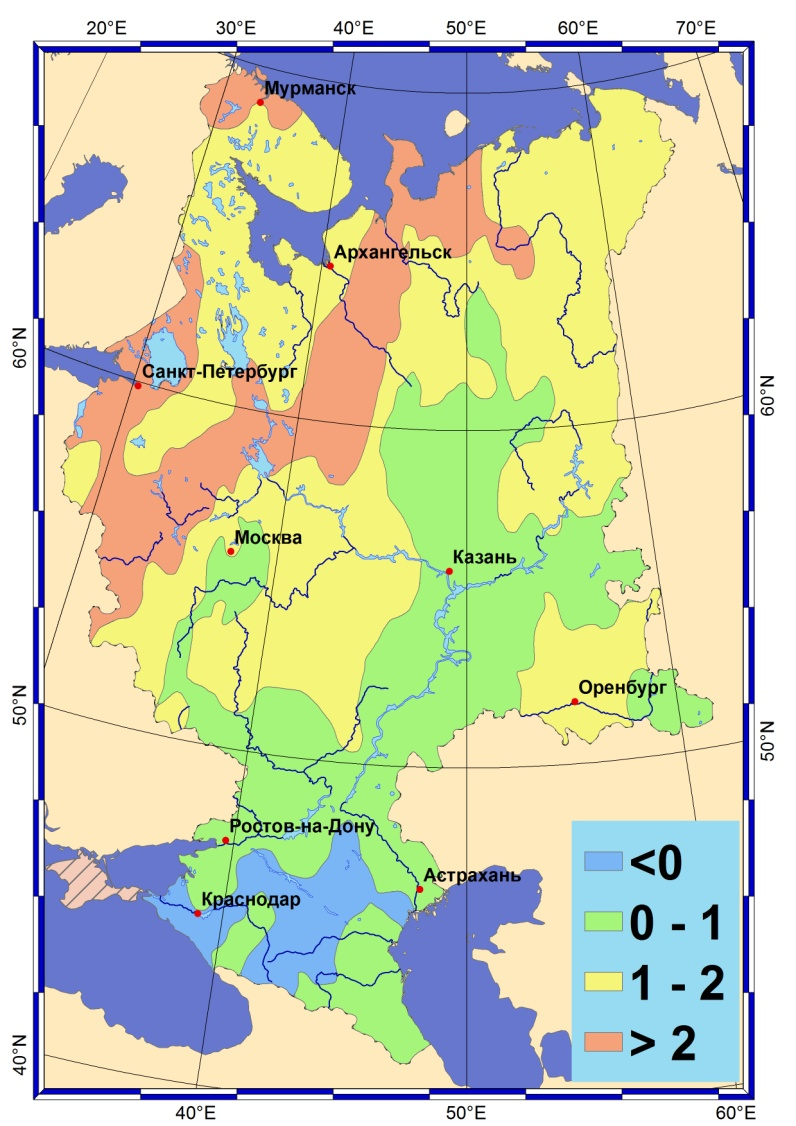 20°E 30°E 40°E 50°E 60°E 70°E
Мурманск
Архангельск
60°N
Санкт-Петербург
60°N
Москва
Казань
Оренбург
50°N
50°N
Ростов-на-Дону
<0
Астрахань
Краснодар
0 - 1
1 - 2
> 2
40°N
40°E 50°E 60°E